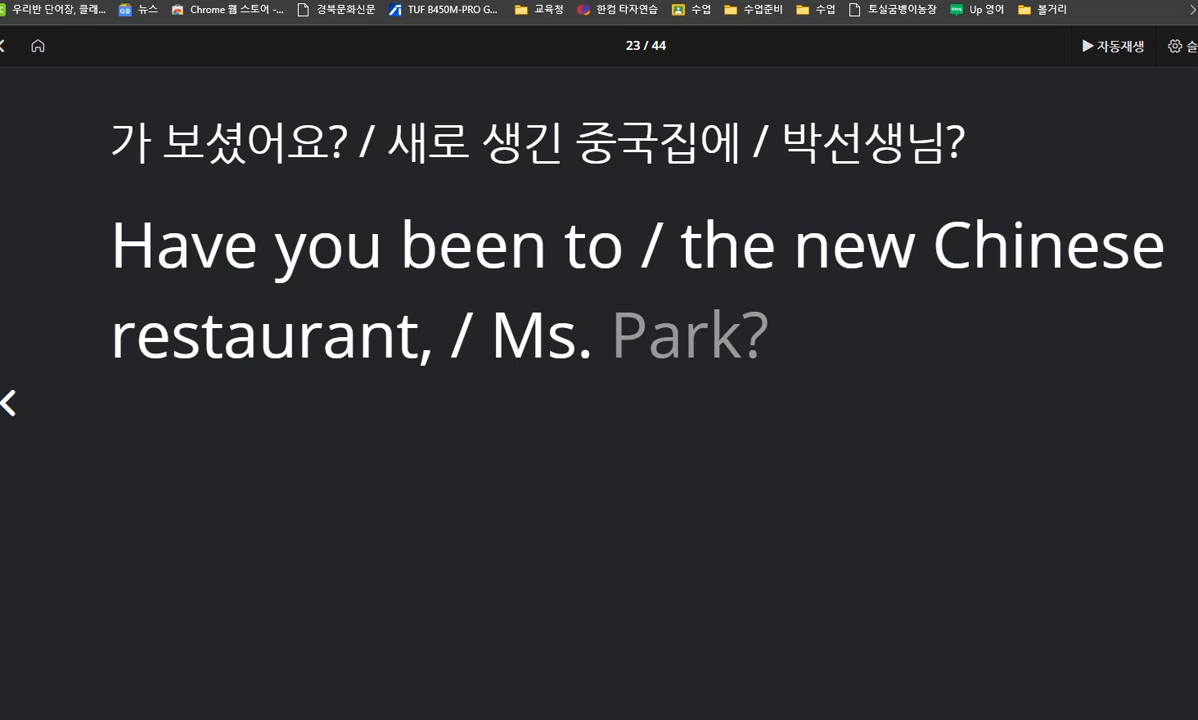 우리반 단어장, 클래... 뉴스 Chrome 웹 스토어 -... 경북문화신문 TUF B450M-PRO G... 교육청 한컴 타자연습 수업 수업준비 수업 토실굼벵이농장 Up 영어 볼거리
23 / 44 ▶ 자동재생 슬
가 보셨어요? / 새로 생긴 중국집에 / 박선생님?
Have you been to / the new Chinese
restaurant, / Ms. Park?